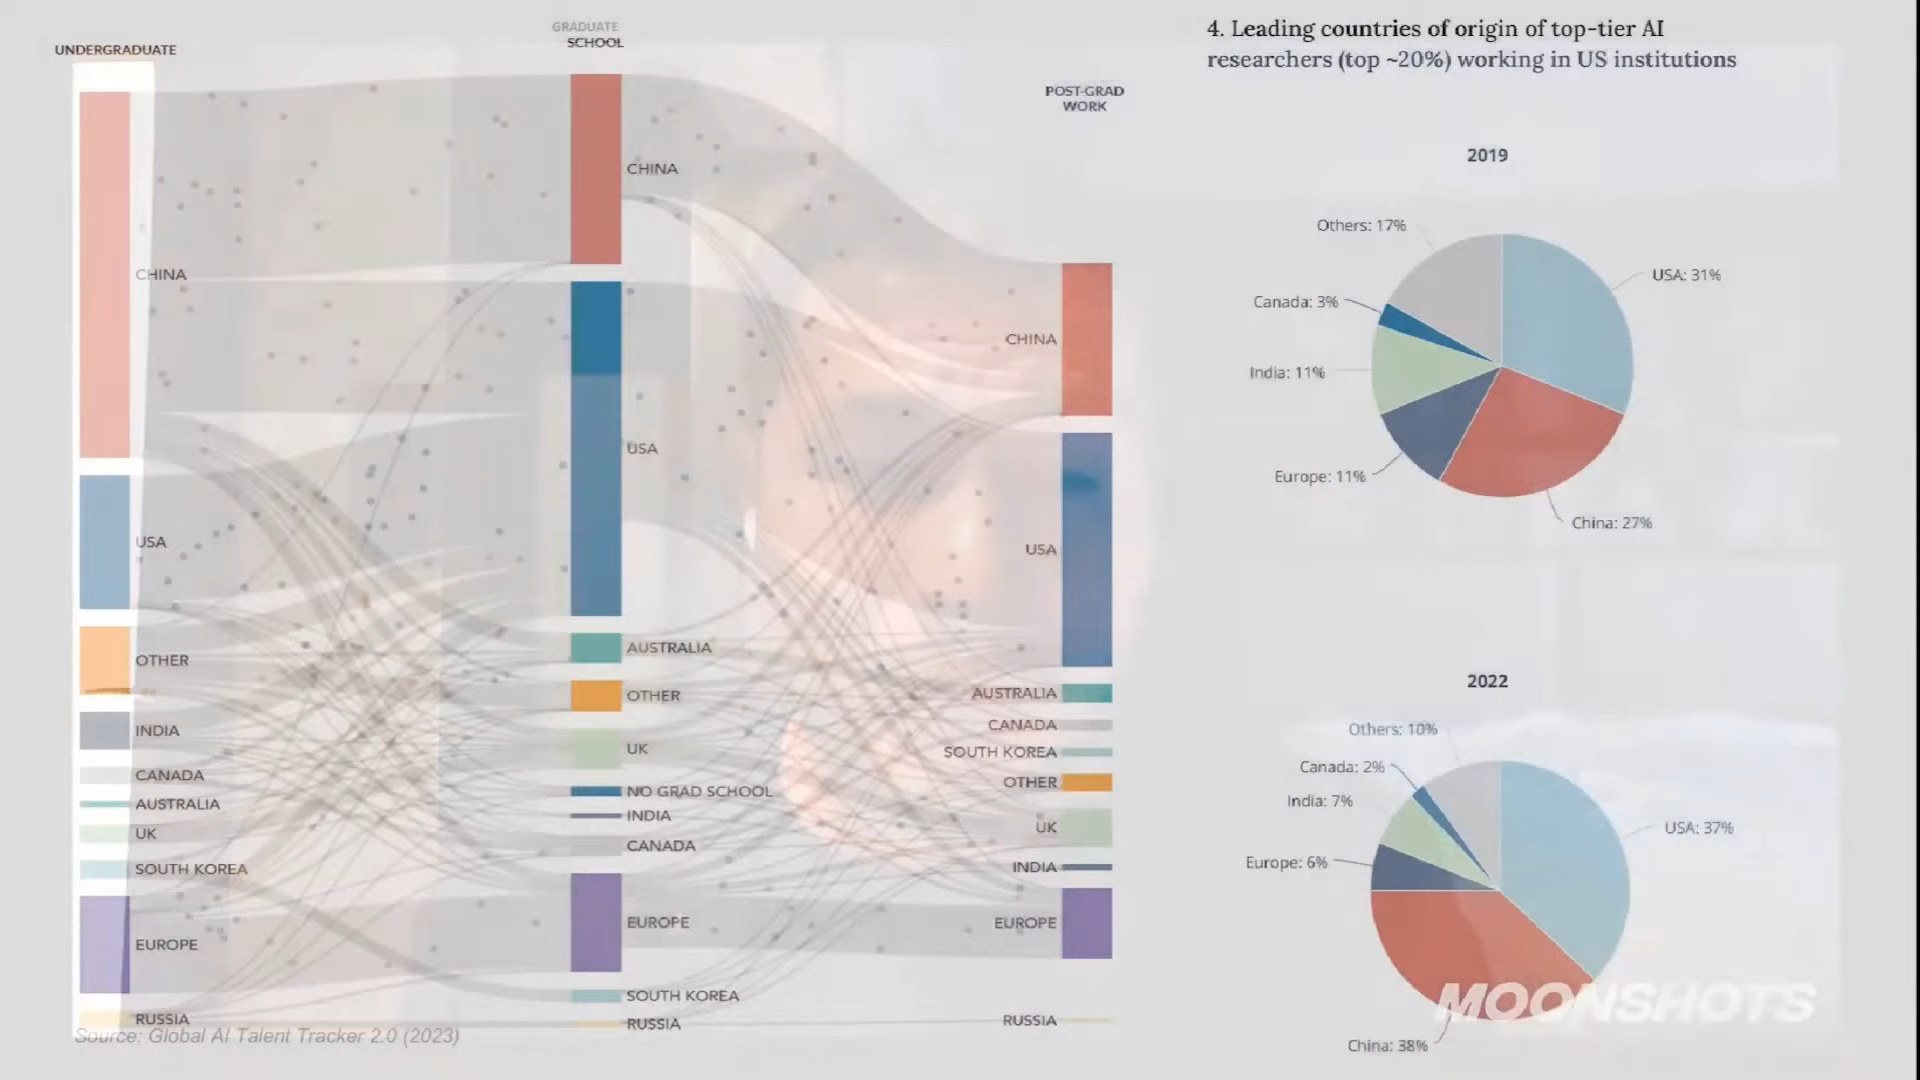 UNDERGRADUATE
CHINA
USA
OTHER
INDIA
CANADA
AUSTRALIA
UK
SOUTH KOREA
EUROPE
RUSSIA
Source: Global AI Talent Tracker 2.0 (2023)
GRADUATE
SCHOOL
CHINA
USA
AUSTRALIA
OTHER
UK
NO GRAD SCHOOL
INDIA
CANADA
EUROPE
SOUTH KOREA
RUSSIA
POST-GRAD
WORK
CHINA
USA
AUSTRALIA
CANADA
SOUTH KOREA
OTHER
UK
INDIA
EUROPE
RUSSIA
4. Leading countries of origin of top-tier AI
researchers (top ~20%) working in US institutions
2019
Others: 17%
USA: 31%
Canada: 3%
India: 11%
Europe: 11%
China: 27%
2022
Others: 10%
Canada: 2%
India: 7%
USA: 37%
Europe: 6%
MOONSHOTS
China: 38%